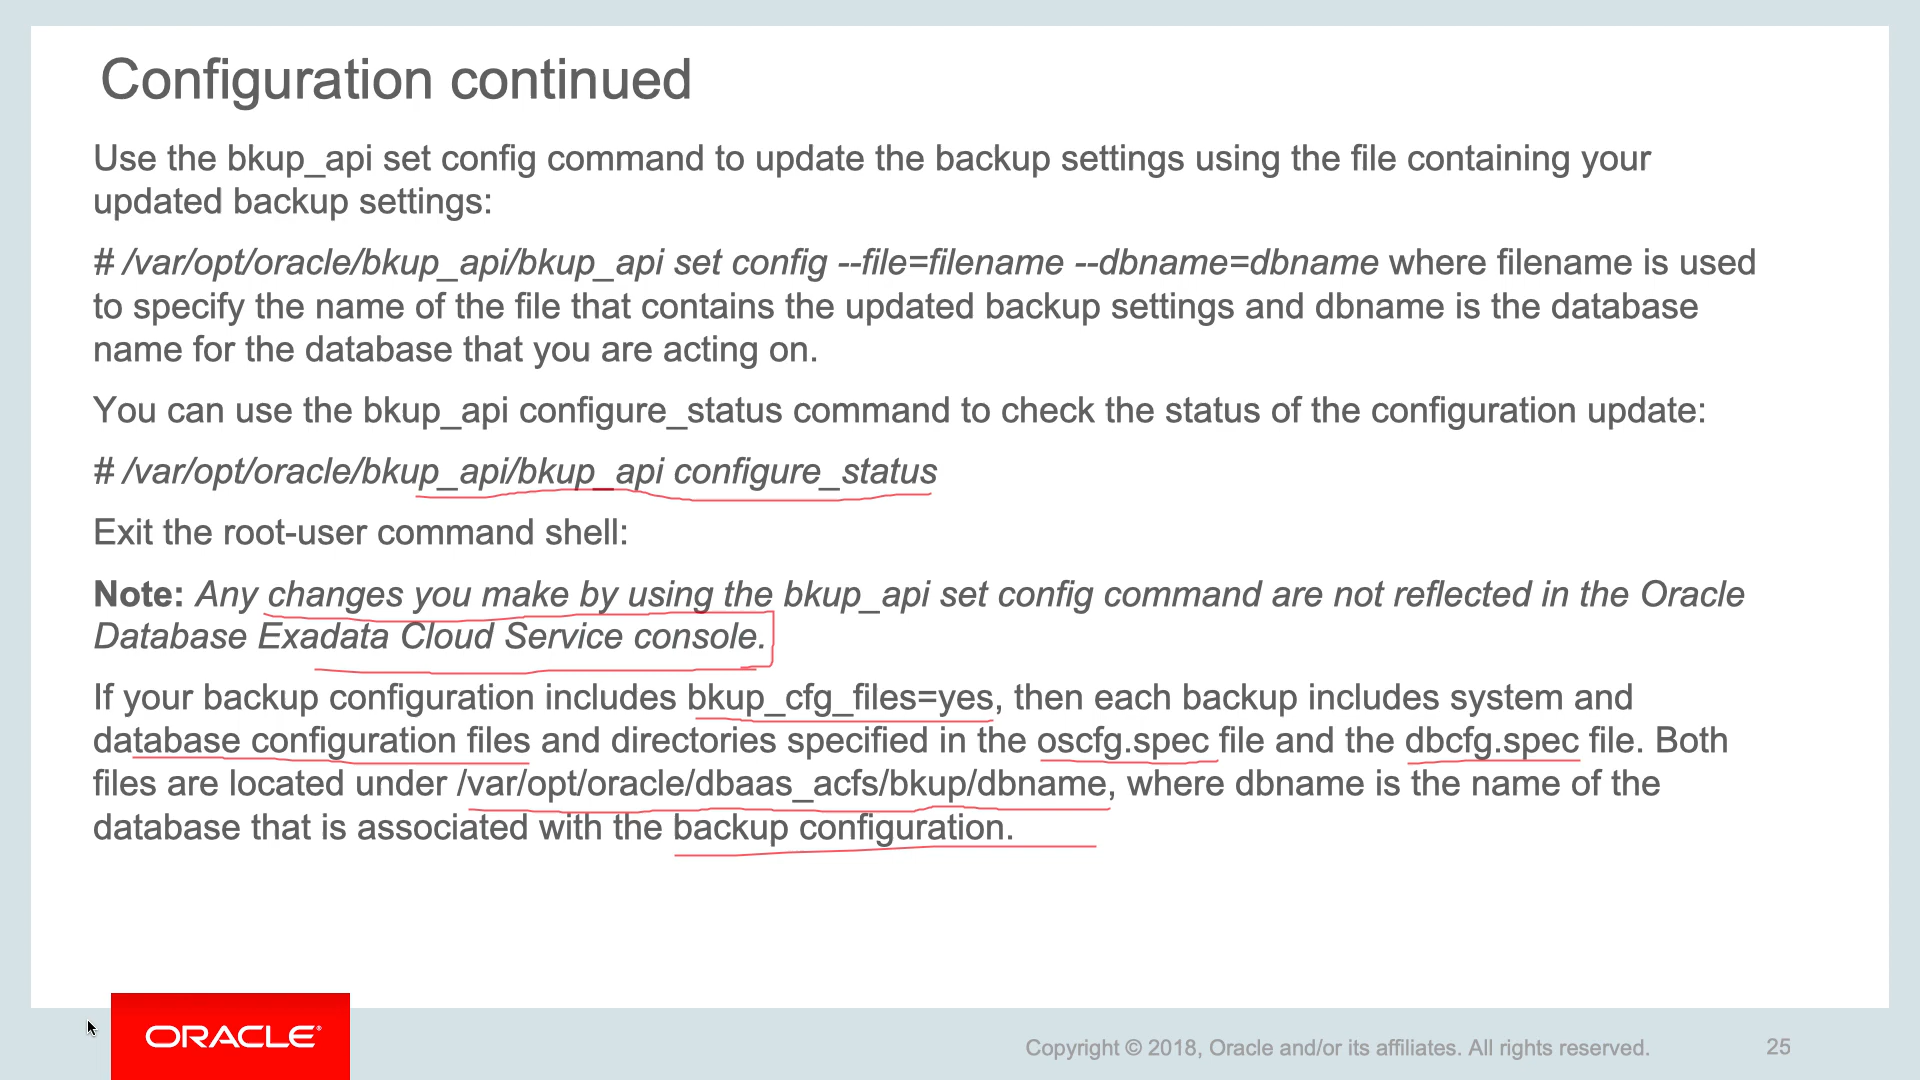 Configuration continued
Use the bkup_api set config command to update the backup settings using the file containing your
updated backup settings:
# /var/opt/oracle/bkup_api/bkup_api set config --file=filename --dbname=dbname where filename is used
to specify the name of the file that contains the updated backup settings and dbname is the database
name for the database that you are acting on.
You can use the bkup_api configure_status command to check the status of the configuration update:
# /var/opt/oracle/bkup_api/bkup_api configure_status
Exit the root-user command shell:
Note: Any changes you make by using the bkup_api set config command are not reflected in the Oracle
Database Exadata Cloud Service console.
If your backup configuration includes bkup_cfg_files=yes, then each backup includes system and
database configuration files and directories specified in the oscfg.spec file and the dbcfg.spec file. Both
files are located under /var/opt/oracle/dbaas_acfs/bkup/dbname, where dbname is the name of the
database that is associated with the backup configuration.
ORACLE®
Copyright © 2018, Oracle and/or its affiliates. All rights reserved. 25